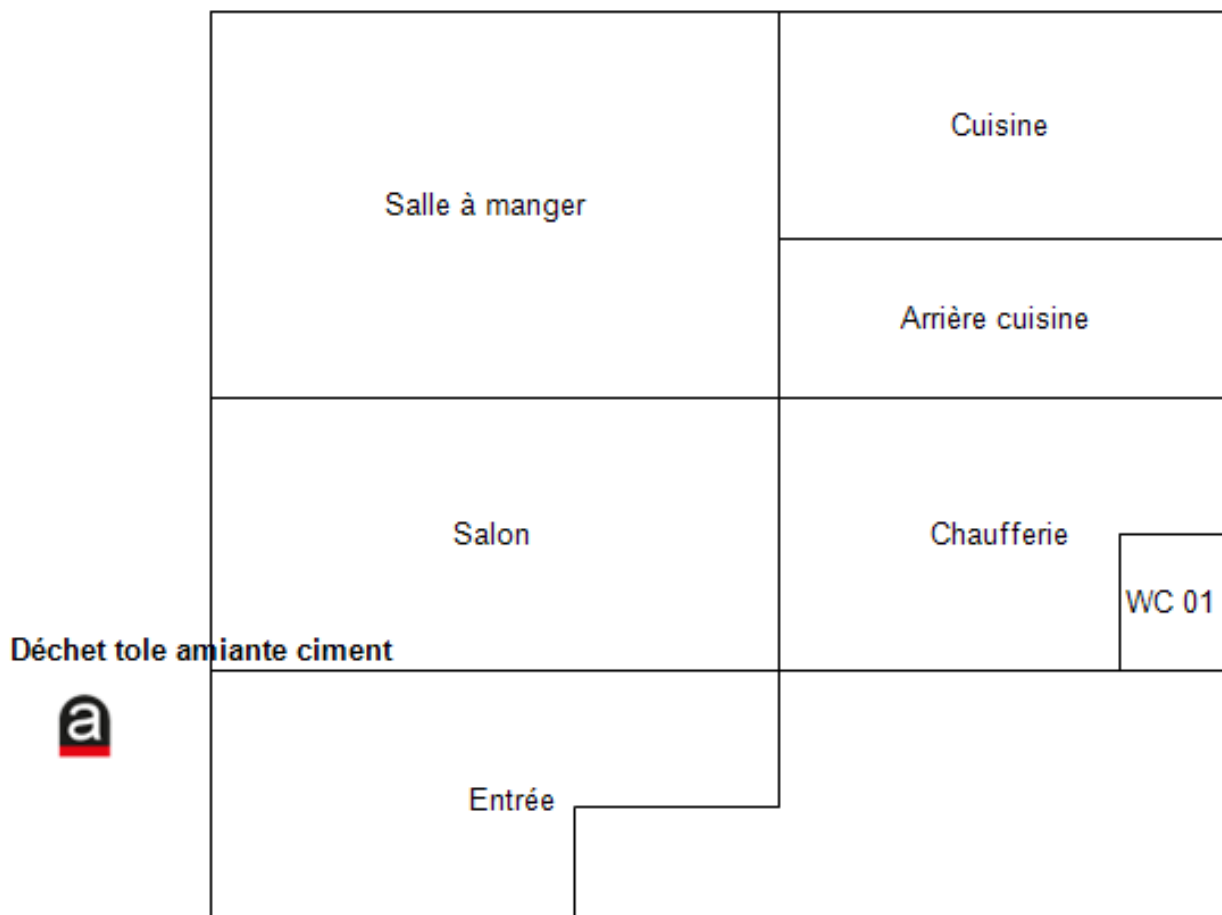 Cuisine
Salle à manger
Arrière cuisine
Salon
Chaufferie
WC 01
Déchet tole amiante ciment
a
Entrée